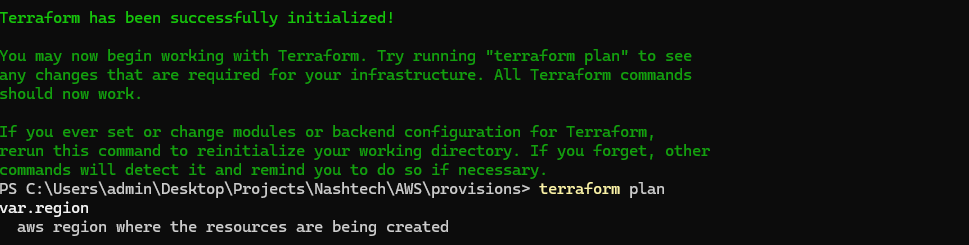 Terraform has been successfully initialized!
You may now begin working with Terraform. Try running "terraform plan" to see
any changes that are required for your infrastructure. All Terraform commands
should now work.
If you ever set or change modules or backend configuration for Terraform,
rerun this command to reinitialize your working directory. If you forget, other
commands will detect it and remind you to do so if necessary.
PS C:\Users\admin\Desktop\Projects\Nashtech\AWS\provisions> terraform plan
var.region
  aws region where the resources are being created